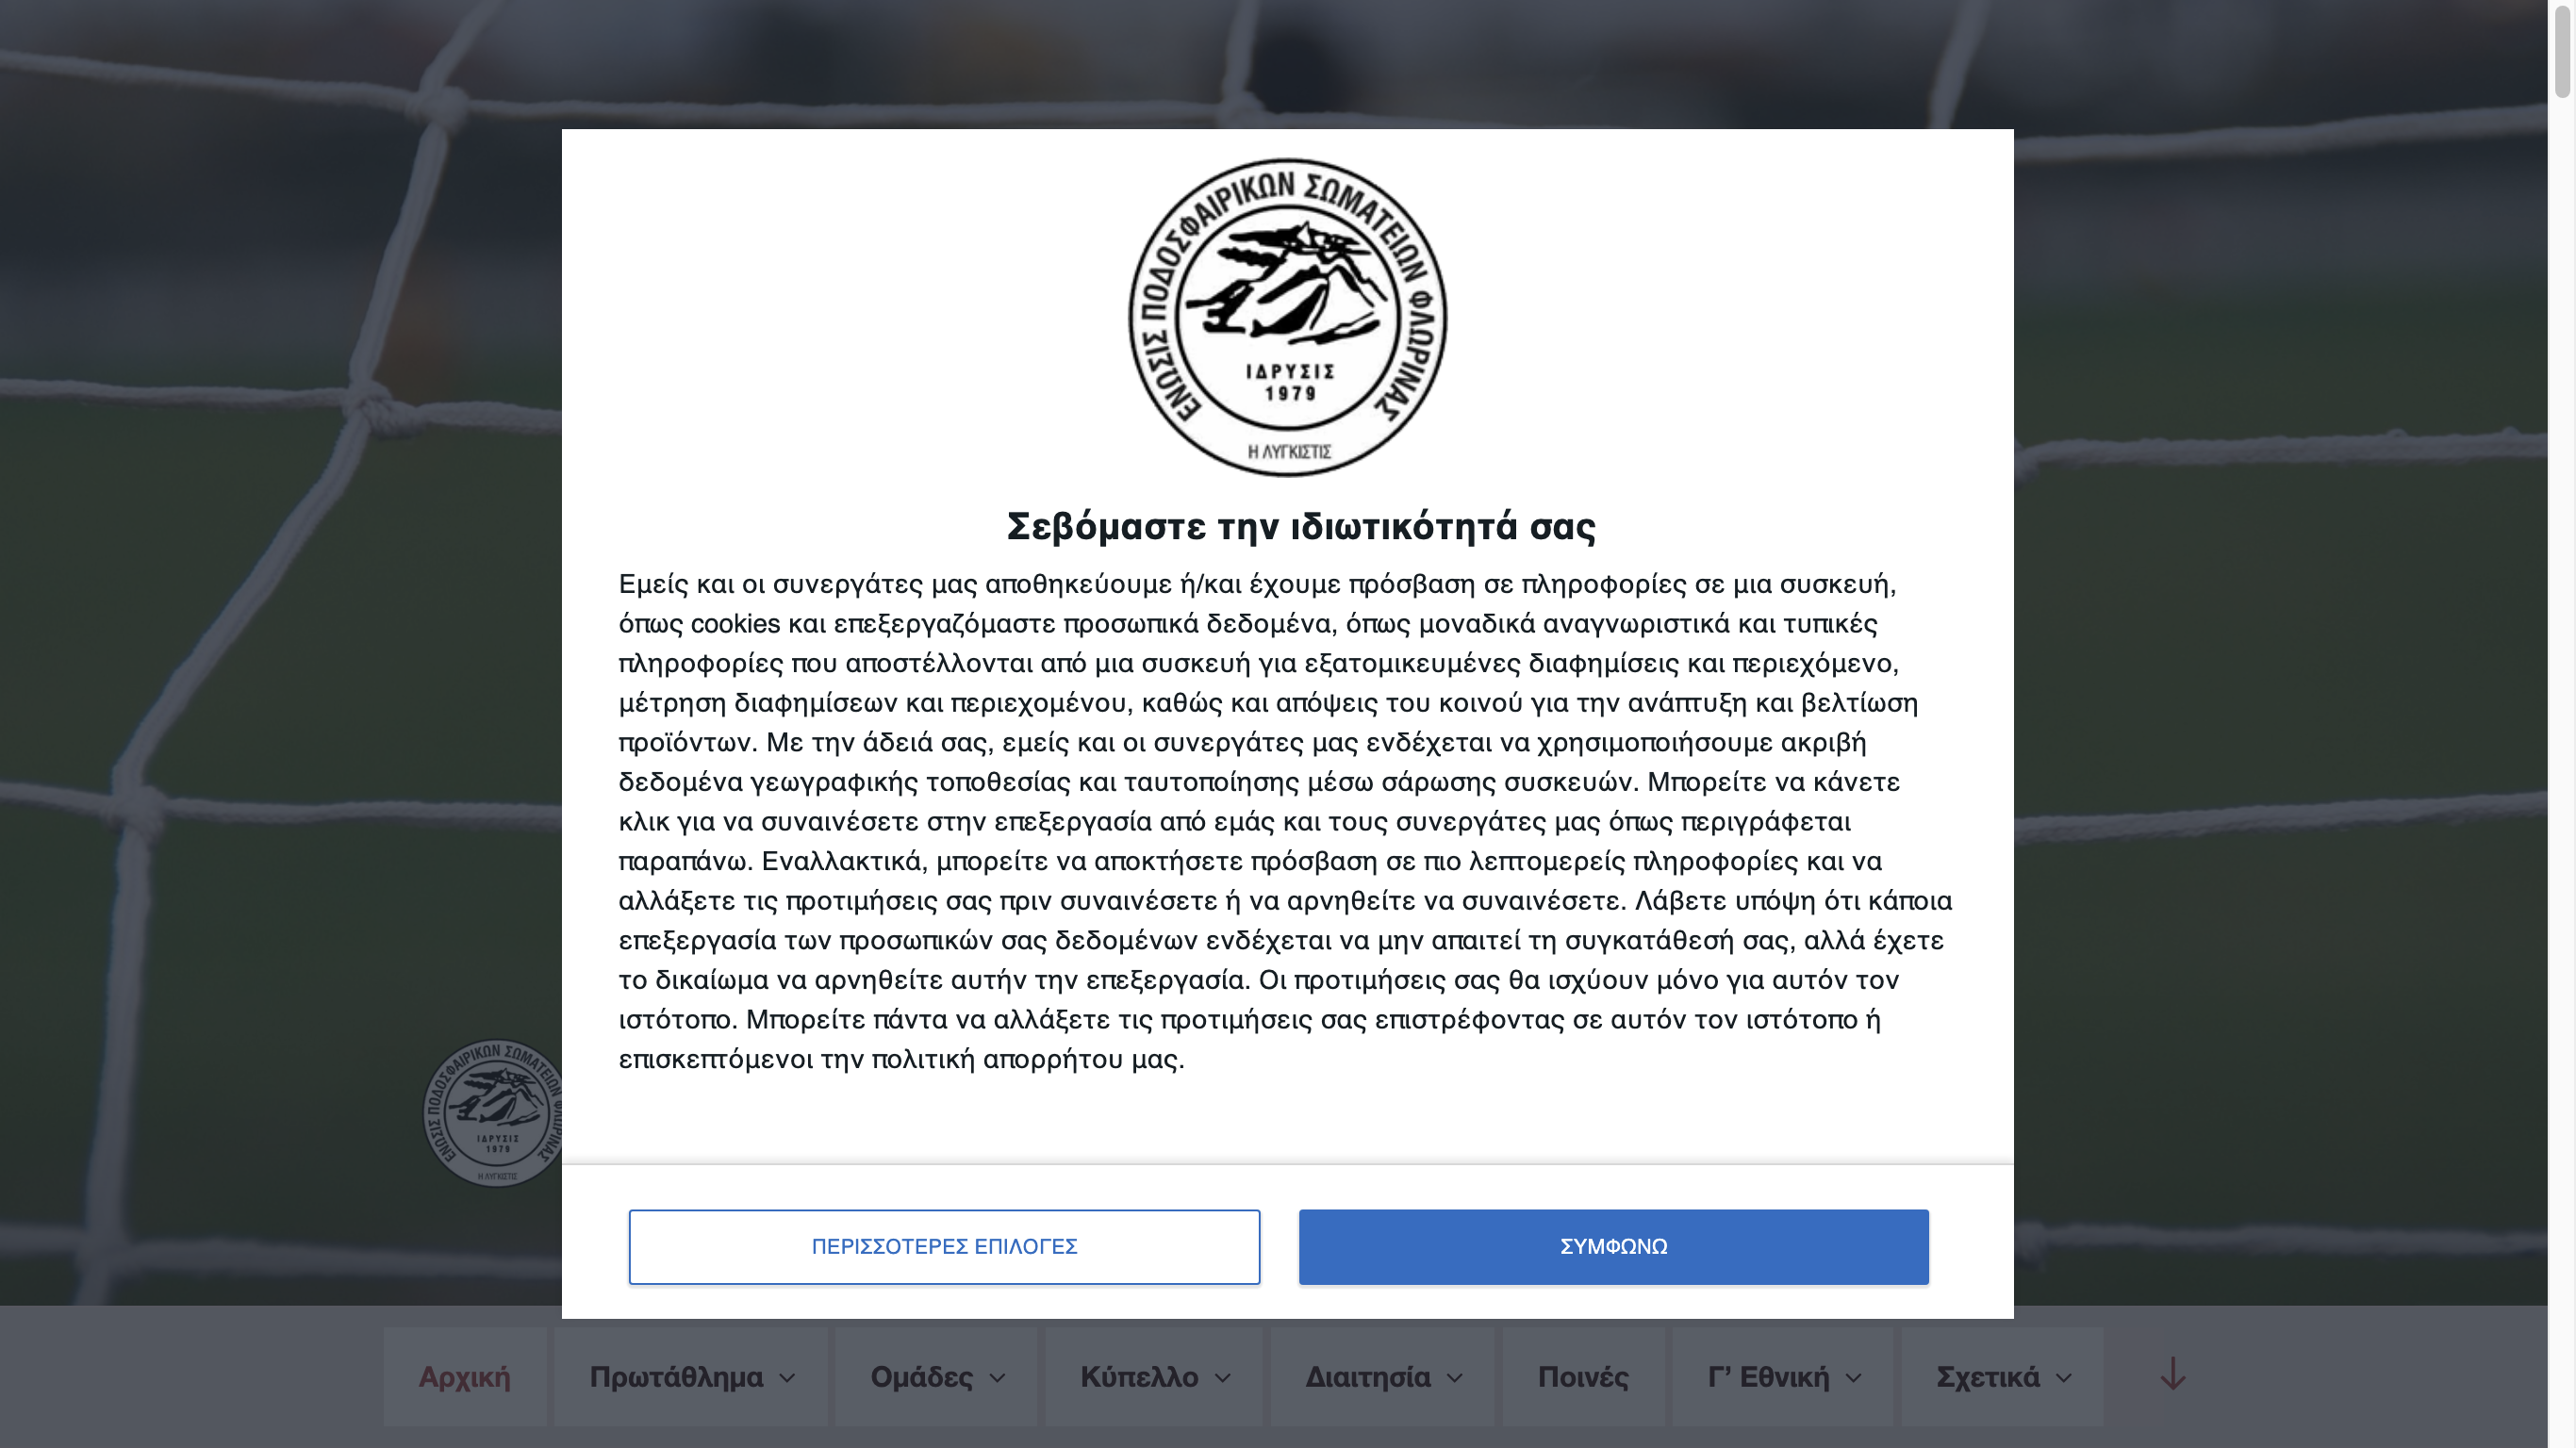 ΕΝΩΣΙΣ ΠΟΔΟΣΦΑΙΡΙΚΩΝ ΣΩΜΑΤΕΙΩΝ ΦΛΩΡΙΝΑΣ
ΙΔΡΥΣΙΣ
1979
Η ΛΥΓΚΙΣΤΙΣ
Σεβόμαστε την ιδιωτικότητά σας
Εμείς και οι συνεργάτες μας αποθηκεύουμε ή/και έχουμε πρόσβαση σε πληροφορίες σε μια συσκευή,
όπως cookies και επεξεργαζόμαστε προσωπικά δεδομένα, όπως μοναδικά αναγνωριστικά και τυπικές
πληροφορίες που αποστέλλονται από μια συσκευή για εξατομικευμένες διαφημίσεις και περιεχόμενο,
μέτρηση διαφημίσεων και περιεχομένου, καθώς και απόψεις του κοινού για την ανάπτυξη και βελτίωση
προϊόντων. Με την άδειά σας, εμείς και οι συνεργάτες μας ενδέχεται να χρησιμοποιήσουμε ακριβή
δεδομένα γεωγραφικής τοποθεσίας και ταυτοποίησης μέσω σάρωσης συσκευών. Μπορείτε να κάνετε
κλικ για να συναινέσετε στην επεξεργασία από εμάς και τους συνεργάτες μας όπως περιγράφεται
παραπάνω. Εναλλακτικά, μπορείτε να αποκτήσετε πρόσβαση σε πιο λεπτομερείς πληροφορίες και να
αλλάξετε τις προτιμήσεις σας πριν συναινέσετε ή να αρνηθείτε να συναινέσετε. Λάβετε υπόψη ότι κάποια
επεξεργασία των προσωπικών σας δεδομένων ενδέχεται να μην απαιτεί τη συγκατάθεσή σας, αλλά έχετε
το δικαίωμα να αρνηθείτε αυτήν την επεξεργασία. Οι προτιμήσεις σας θα ισχύουν μόνο για αυτόν τον
ιστότοπο. Μπορείτε πάντα να αλλάξετε τις προτιμήσεις σας επιστρέφοντας σε αυτόν τον ιστότοπο ή
επισκεπτόμενοι την πολιτική απορρήτου μας.
ΕΝΩΣΙΣ ΠΟΔΟΣΦΑΙΡΙΚΩΝ ΣΩΜΑΤΕΙΩΝ ΦΛΩΡΙΝΑΣ
ΙΔΡΥΣΙΣ
1979
Η ΛΥΓΚΙΣΤΙΣ
ΠΕΡΙΣΣΟΤΕΡΕΣ ΕΠΙΛΟΓΕΣ ΣΥΜΦΩΝΩ
Αρχική Πρωτάθλημα Ομάδες Κύπελλο Διαιτησία Ποινές Γ’ Εθνική Σχετικά